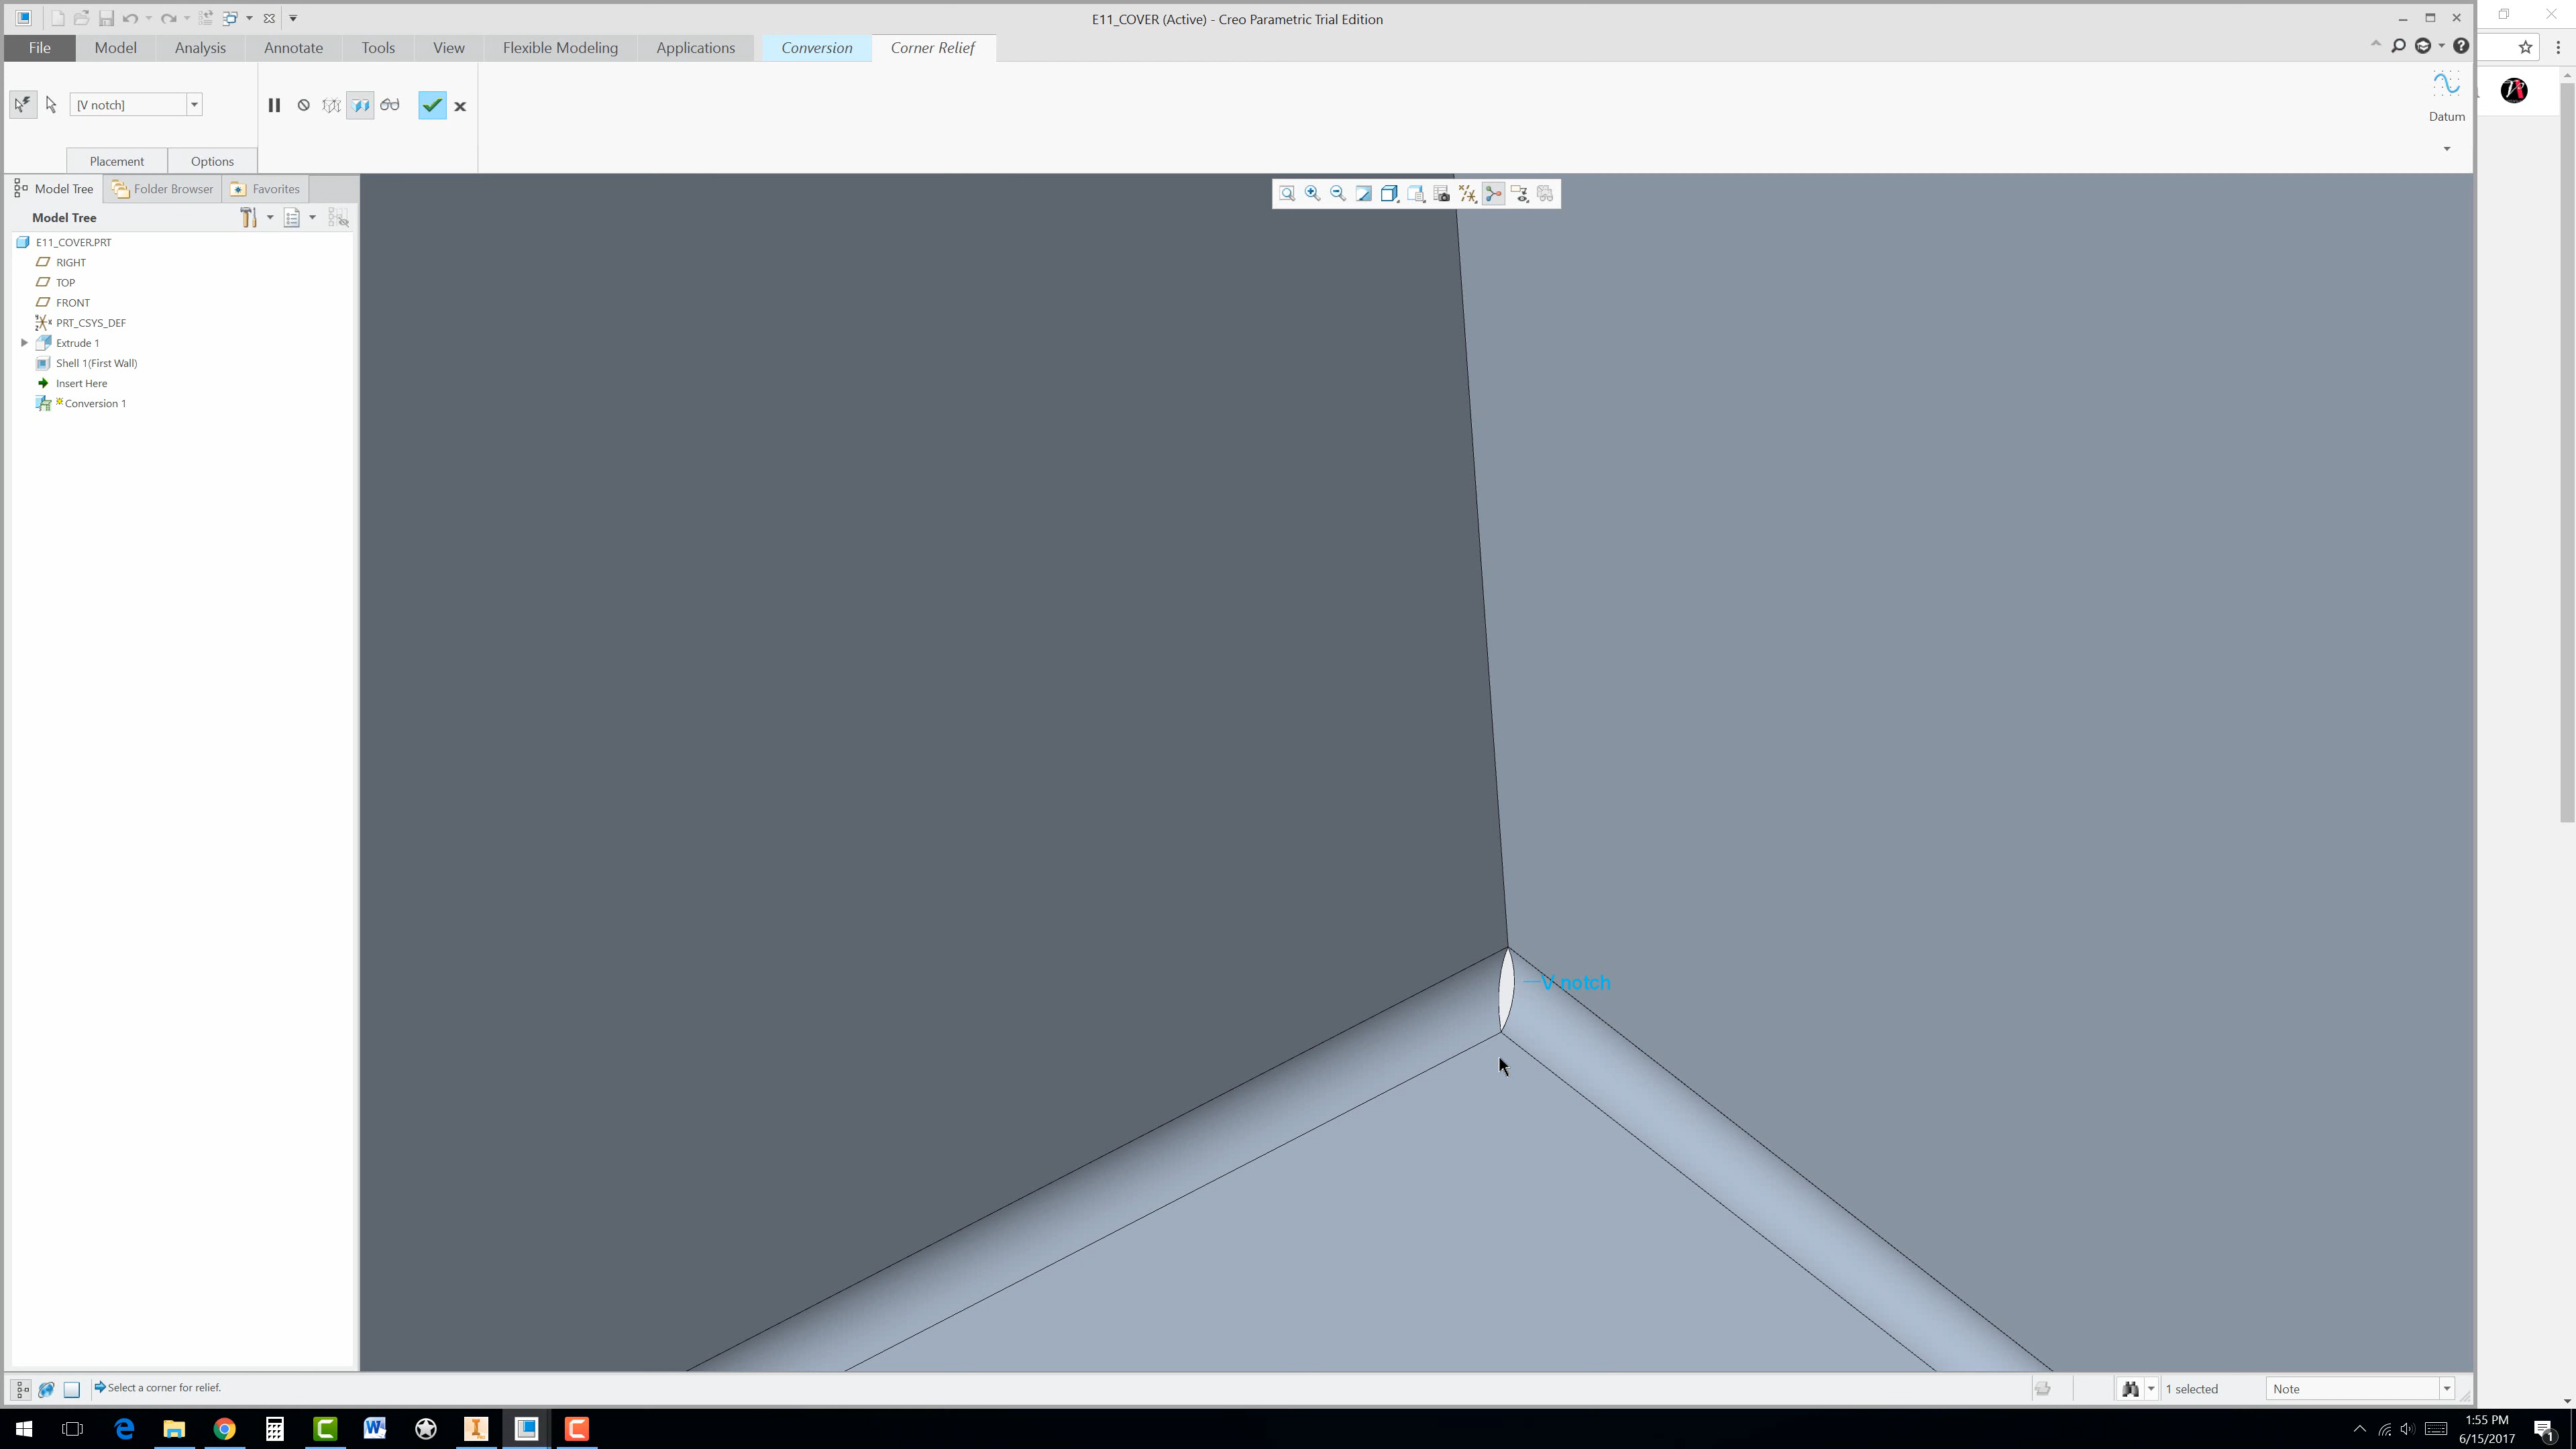 E11_COVER (Active) - Creo Parametric Trial Edition
File Model Analysis Annotate Tools View Flexible Modeling Applications Conversion Corner Relief
[V notch]
Datum
Placement Options
Model Tree Folder Browser Favorites
Model Tree
E11_COVER.PRT
RIGHT
TOP
FRONT
PRT_CSYS_DEF
Extrude 1
Shell 1(First Wall)
Insert Here
Conversion 1
V notch
Select a corner for relief.
1 selected
Note
1:55 PM
6/15/2017
1